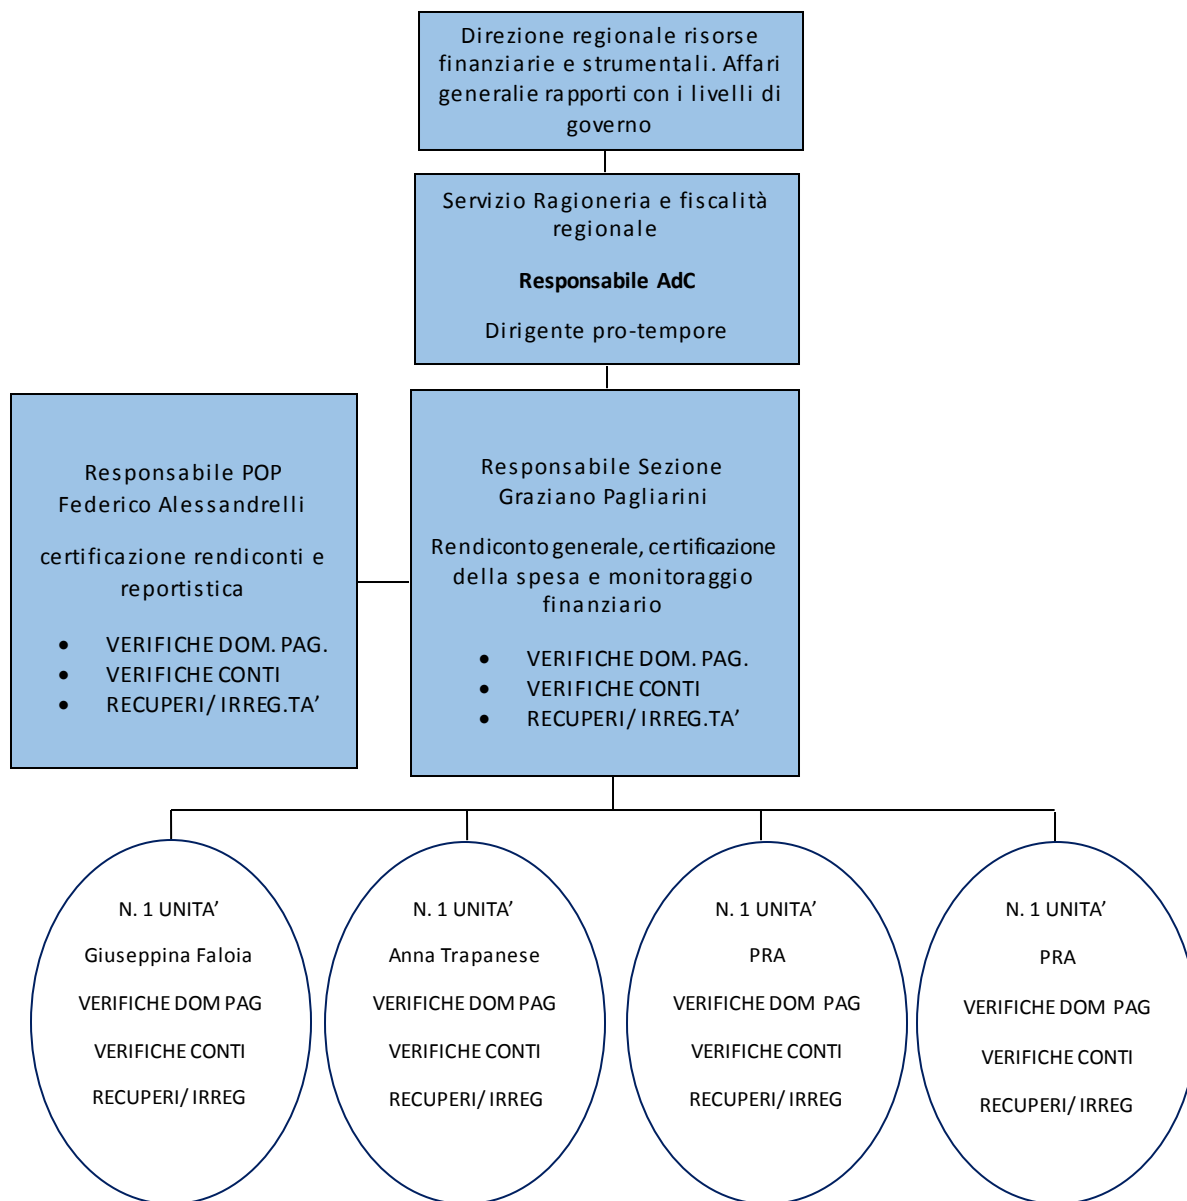 Direzione regionale risorse
finanziarie e strumentali. Affari
generalie rapporti con i livelli di
governo
Servizio Ragioneria e fiscalità
regionale
Responsabile AdC
Dirigente pro-tempore
Responsabile POP
Federico Alessandrelli
certificazione rendiconti e
reportistica
• VERIFICHE DOM. PAG.
• VERIFICHE CONTI
• RECUPERI/ IRREG.TA’
Responsabile Sezione
Graziano Pagliarini
Rendiconto generale, certificazione
della spesa e monitoraggio
finanziario
• VERIFICHE DOM. PAG.
• VERIFICHE CONTI
• RECUPERI/ IRREG.TA’
N. 1 UNITA’
Giuseppina Faloia
VERIFICHE DOM PAG
VERIFICHE CONTI
RECUPERI/ IRREG
N. 1 UNITA’
Anna Trapanese
VERIFICHE DOM PAG
VERIFICHE CONTI
RECUPERI/ IRREG
N. 1 UNITA’
PRA
VERIFICHE DOM PAG
VERIFICHE CONTI
RECUPERI/ IRREG
N. 1 UNITA’
PRA
VERIFICHE DOM PAG
VERIFICHE CONTI
RECUPERI/ IRREG